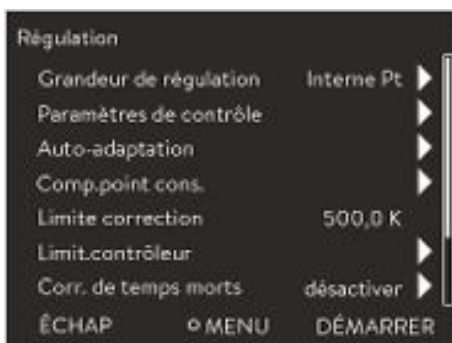 Régulation
Grandeur de régulation Interne Pt
Paramètres de contrôle
Auto-adaptation
Comp.point cons.
Limite correction 500,0 K
Limit.contrôleur
Corr. de temps morts désactiver
ÉCHAP MENU DÉMARRER